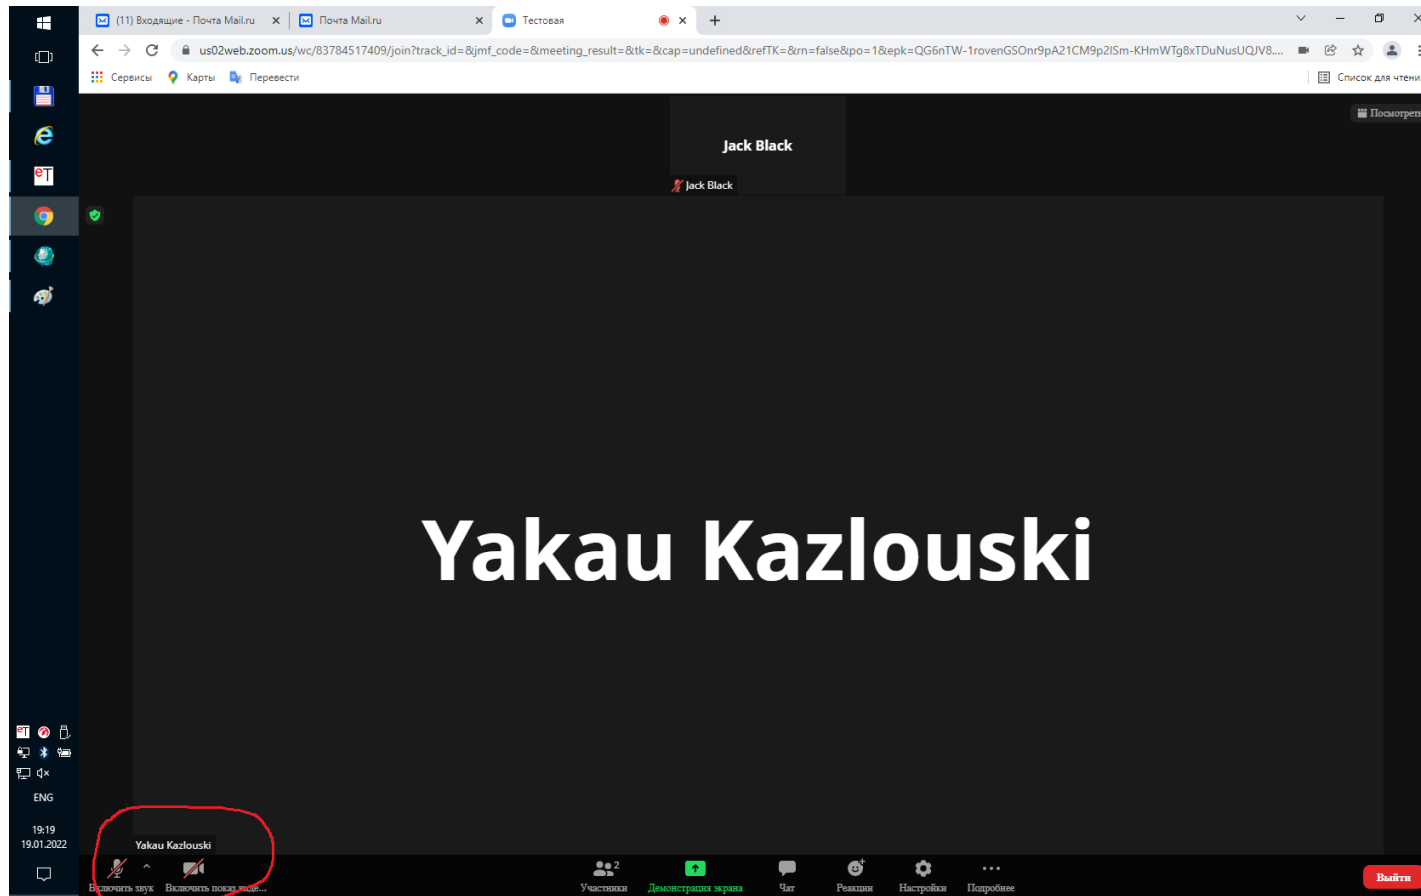 (11) Входящие - Почта Mail.ru
Почта Mail.ru
Тестовая
us02web.zoom.us/wc/83784517409/join?track_id=&jmf_code=&meeting_result=&tk=&cap=undefined&refTK=&rn=false&po=1&epk=QG6nTW-1rovenGSOnr9pA21CM9p2ISm-KHmWTg8xTDuNusUQJV8....
Сервисы
Карты
Перевести
Список для чтени
Посмотреть
Jack Black
Jack Black
Yakau Kazlouski
ENG
19:19
19.01.2022
Yakau Kazlouski
Включить звук
Включить показ виде...
2
Участники
Демонстрация экрана
Чат
Реакции
Настройки
Подробнее
Выйти